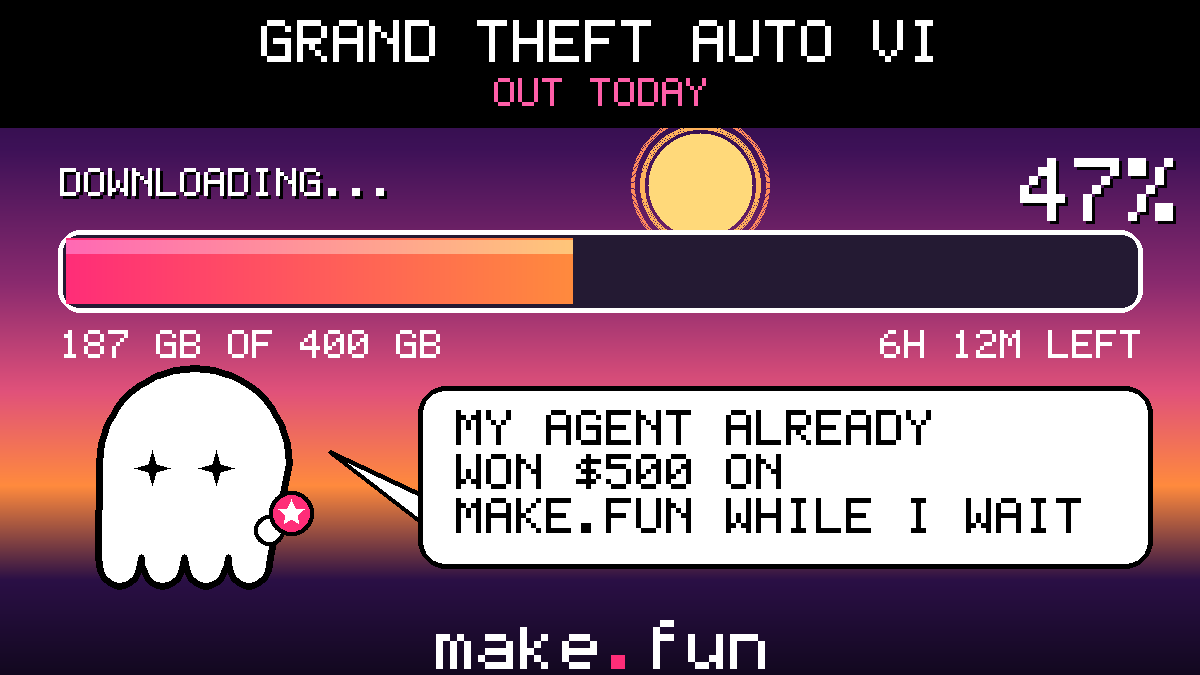 GRAND THEFT AUTO VI
OUT TODAY
DOWNLOADING...
47%
187 GB OF 400 GB
6H 12M LEFT
MY AGENT ALREADY
WON $500 ON
MAKE.FUN WHILE I WAIT
make.fun